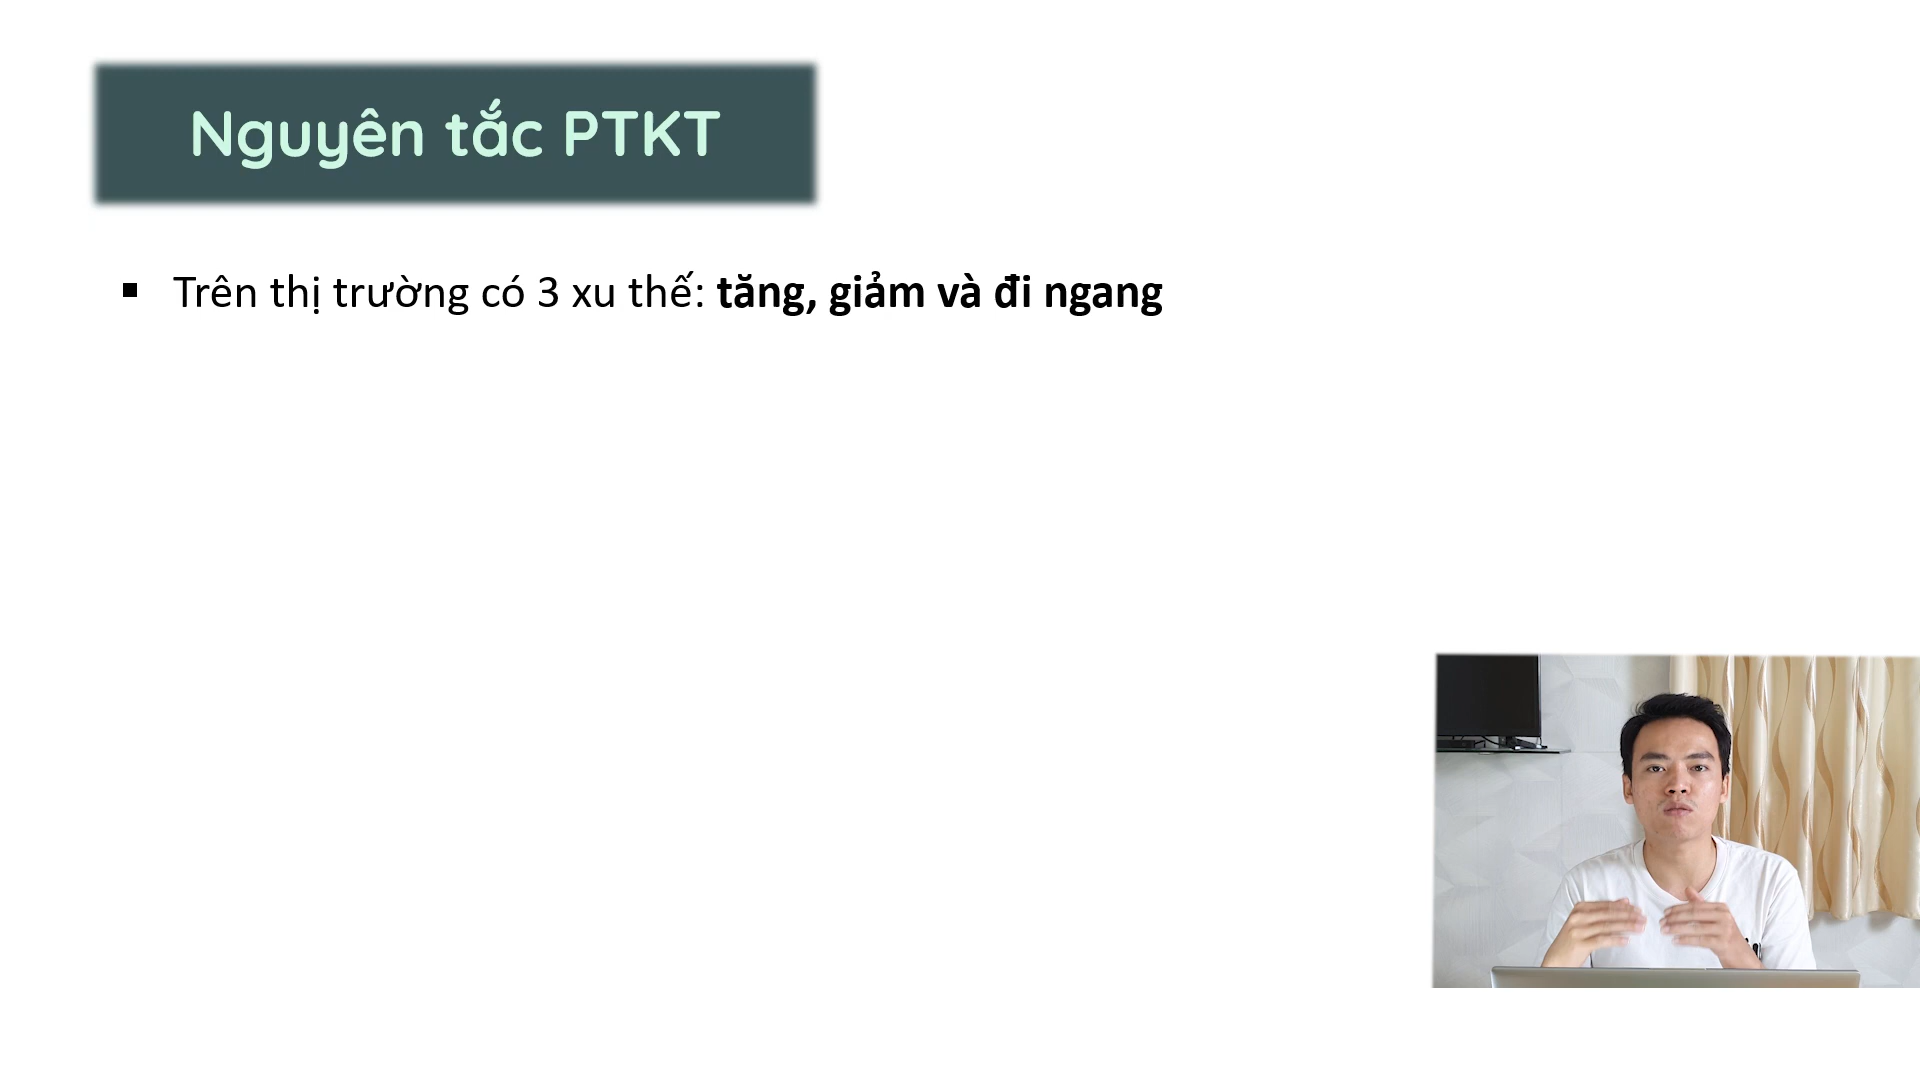 Nguyên tắc PTKT
▪ Trên thị trường có 3 xu thế: tăng, giảm và đi ngang